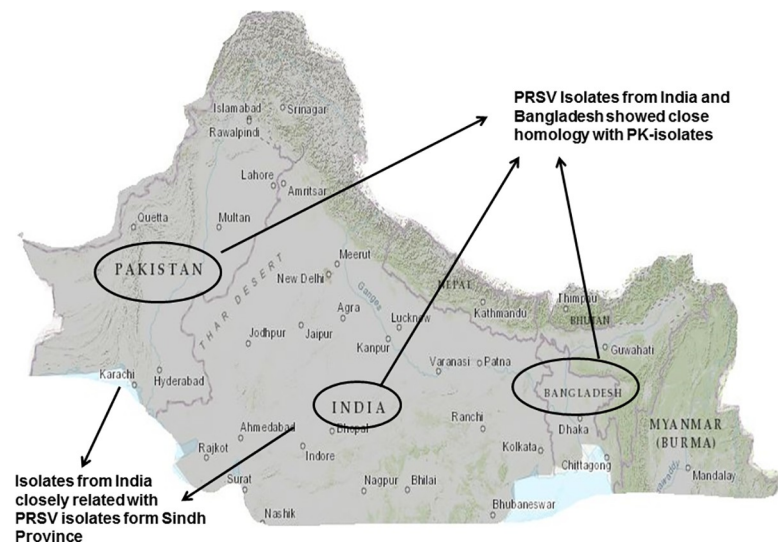 PRSV Isolates from India and
Bangladesh showed close
homology with PK-isolates
Islamabad
Srinagar
Rawalpindi
Lahore
Amritsar
Quetta
Multan
PAKISTAN
THAR DESERT
Meerut
New Delhi
NEPAL
Kathmandu
Thimphu
BHUTAN
Ganges
Agra
Lucknow
Jodhpur
Jaipur
Kanpur
Guwahati
Varanasi
Patna
Karachi
Hyderabad
INDIA
BANGLADESH
Ahmedabad
Bhopal
Ranchi
Dhaka
MYANMAR
(BURMA)
Rajkot
Indore
Kolkata
Chittagong
Mandalay
Surat
Nagpur
Bhilai
Bhubaneswar
Nashik
Isolates from India
closely related with
PRSV isolates form Sindh
Province